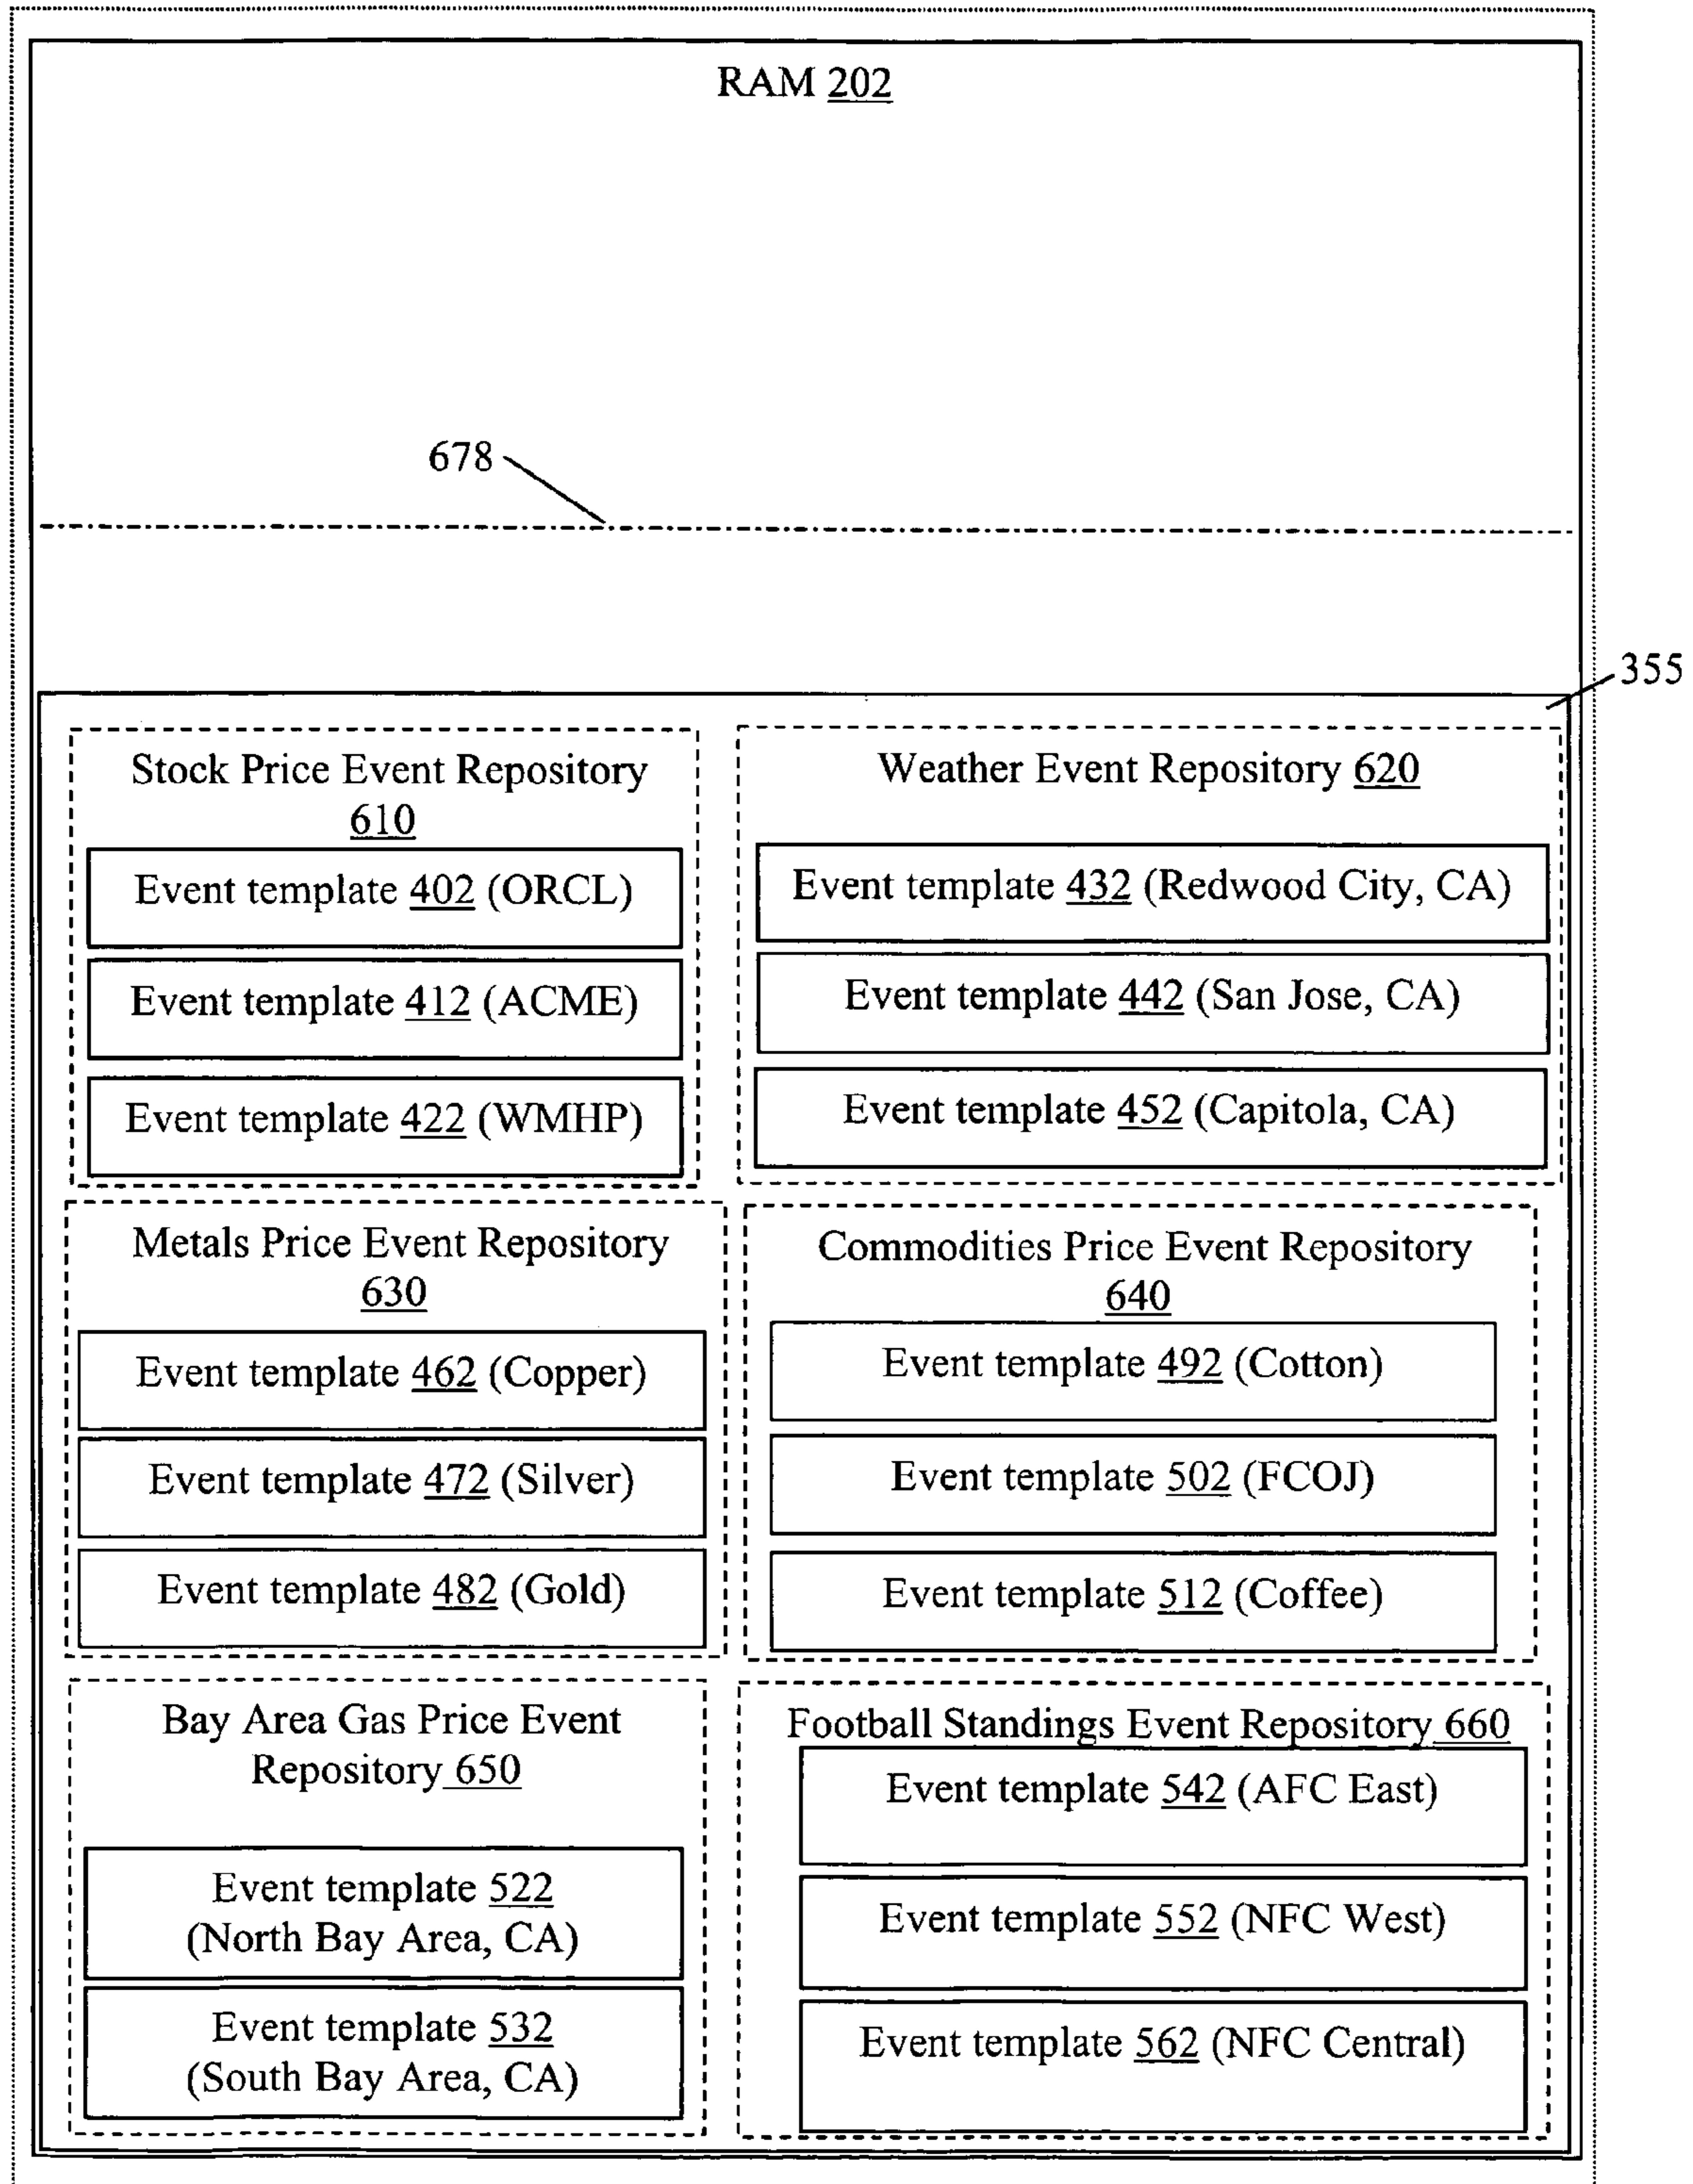 RAM 202
678
355
Stock Price Event Repository
610
Event template 402 (ORCL)
Event template 412 (ACME)
Event template 422 (WMHP)
Weather Event Repository 620
Event template 432 (Redwood City, CA)
Event template 442 (San Jose, CA)
Event template 452 (Capitola, CA)
Metals Price Event Repository
630
Event template 462 (Copper)
Event template 472 (Silver)
Event template 482 (Gold)
Commodities Price Event Repository
640
Event template 492 (Cotton)
Event template 502 (FCOJ)
Event template 512 (Coffee)
Bay Area Gas Price Event
Repository 650
Event template 522
(North Bay Area, CA)
Event template 532
(South Bay Area, CA)
Football Standings Event Repository 660
Event template 542 (AFC East)
Event template 552 (NFC West)
Event template 562 (NFC Central)